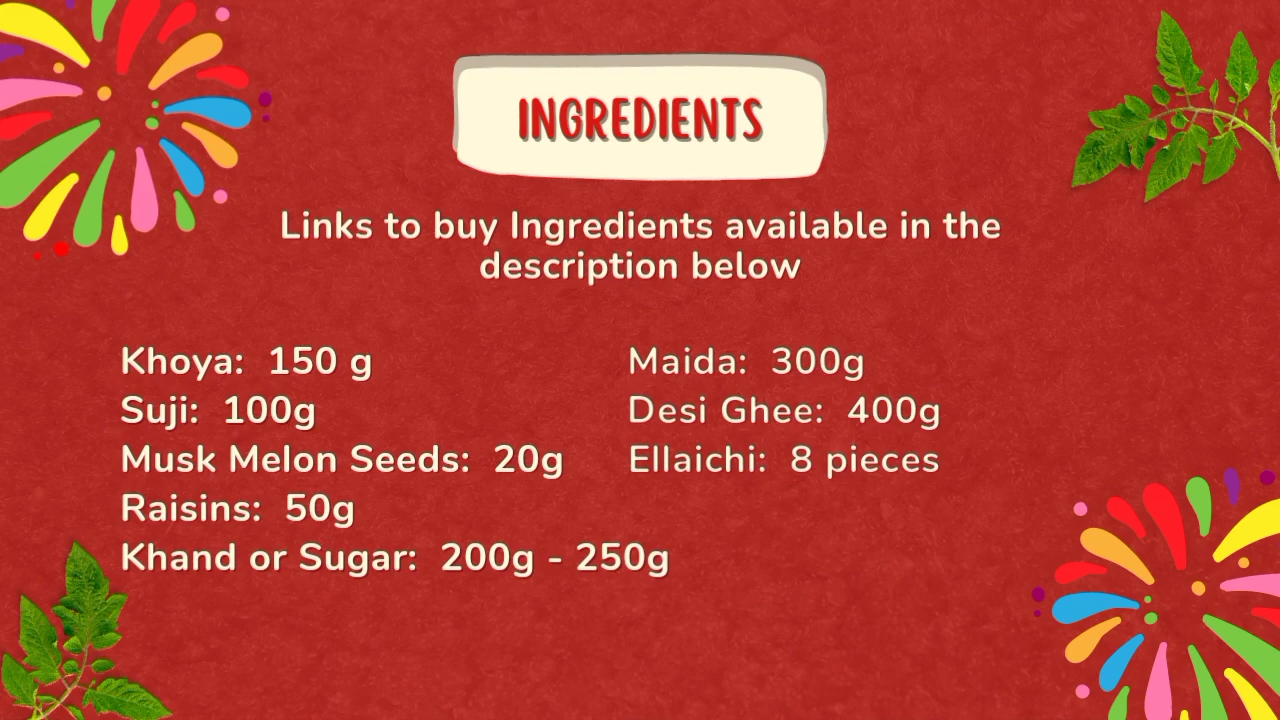 INGREDIENTS
Links to buy Ingredients available in the
description below
Khoya: 150 g
Suji: 100g
Musk Melon Seeds: 20g
Raisins: 50g
Khand or Sugar: 200g - 250g
Maida: 300g
Desi Ghee: 400g
Ellaichi: 8 pieces